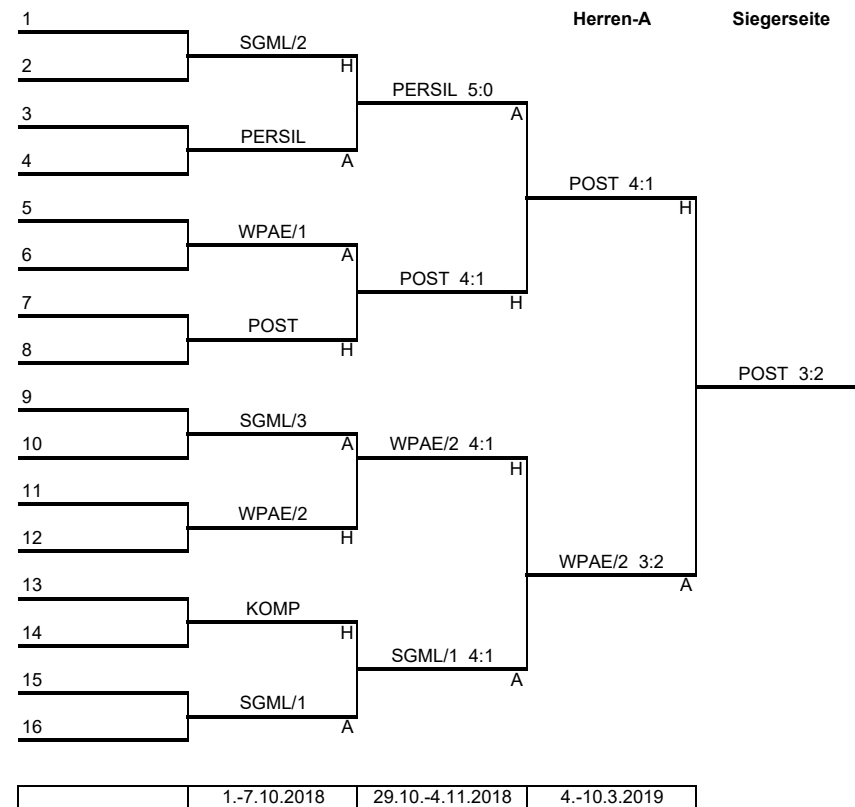 1
Herren-A Siegerseite
SGML/2
2 H
PERSIL 5:0
3 A
PERSIL
4 A
POST 4:1
5 H
WPAE/1
6 A
POST 4:1
7 H
POST
8 H
POST 3:2
9
SGML/3
10 A WPAE/2 4:1
H
11
WPAE/2
12 H
WPAE/2 3:2
13 A
KOMP
14 H
SGML/1 4:1
15 A
SGML/1
16 A
1.-7.10.2018 29.10.-4.11.2018 4.-10.3.2019